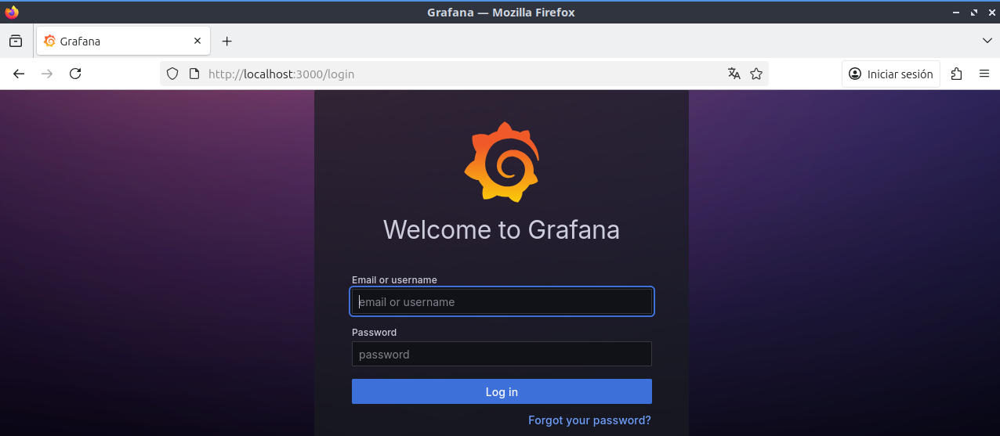 Grafana — Mozilla Firefox
Grafana
http://localhost:3000/login
Iniciar sesión
Welcome to Grafana
Email or username
email or username
Password
password
Log in
Forgot your password?